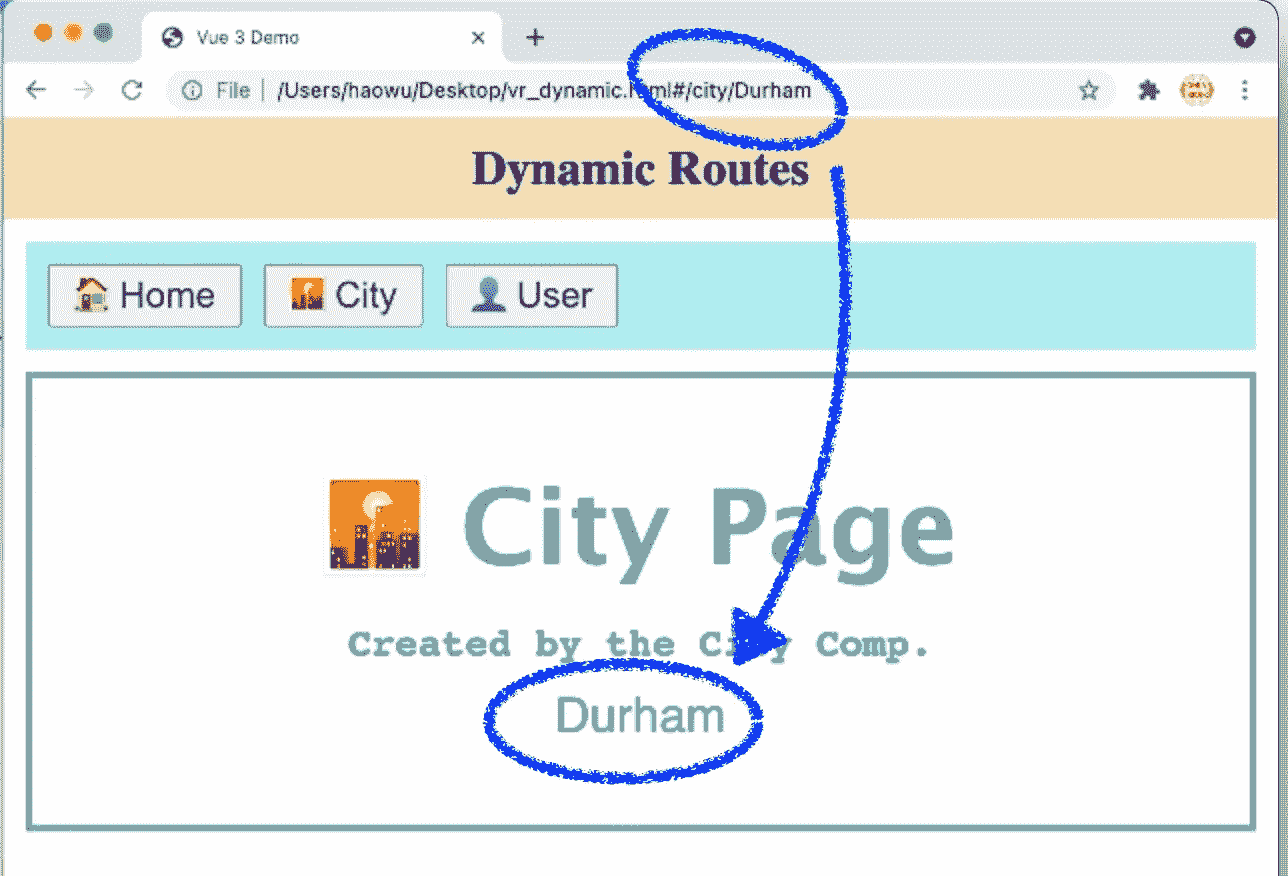 Vue 3 Demo
File | /Users/haowu/Desktop/vr_dynamic.html#/city/Durham
Dynamic Routes
Home City User
City Page
Created by the City Comp.
Durham